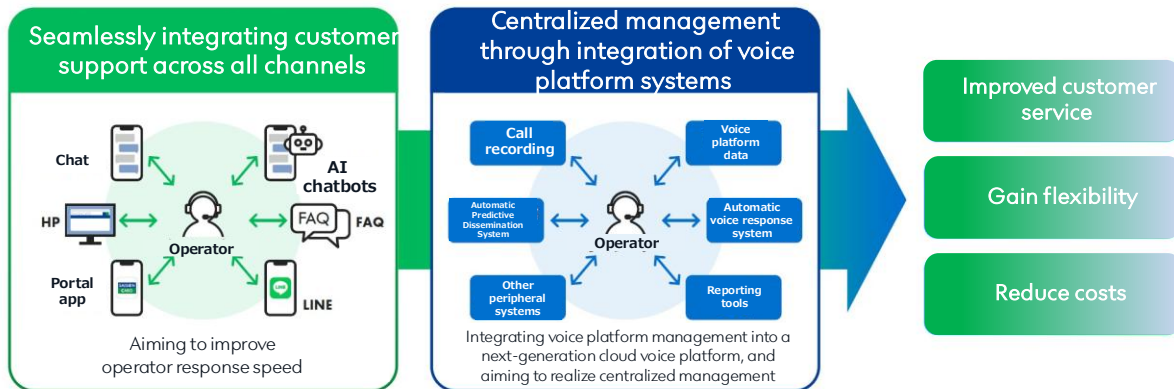 Seamlessly integrating customer
support across all channels
Chat
AI
chatbots
HP
FAQ
FAQ
Operator
Portal
app
LINE
LINE
Aiming to improve
operator response speed
Centralized management
through integration of voice
platform systems
Call
recording
Voice
platform
data
Automatic
Predictive
Dissemination
System
Automatic
voice response
system
Operator
Other
peripheral
systems
Reporting
tools
Integrating voice platform management into a
next-generation cloud voice platform, and
aiming to realize centralized management
Improved customer
service
Gain flexibility
Reduce costs